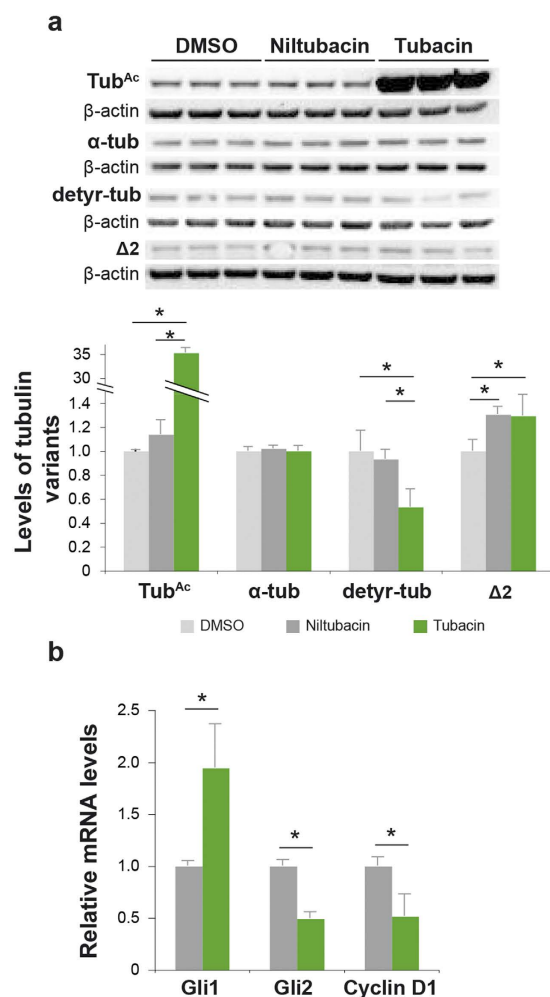 a
DMSO Niltubacin Tubacin
Tub^Ac
β-actin
α-tub
β-actin
detyr-tub
β-actin
Δ2
β-actin
* * * * * *
Levels of tubulin
variants
35
30
1.4
1.2
1.0
0.8
0.6
0.4
0.2
0
Tub^Ac α-tub detyr-tub Δ2
DMSO Niltubacin Tubacin
b
* * *
Relative mRNA levels
2.5
2.0
1.5
1.0
0.5
0
Gli1 Gli2 Cyclin D1